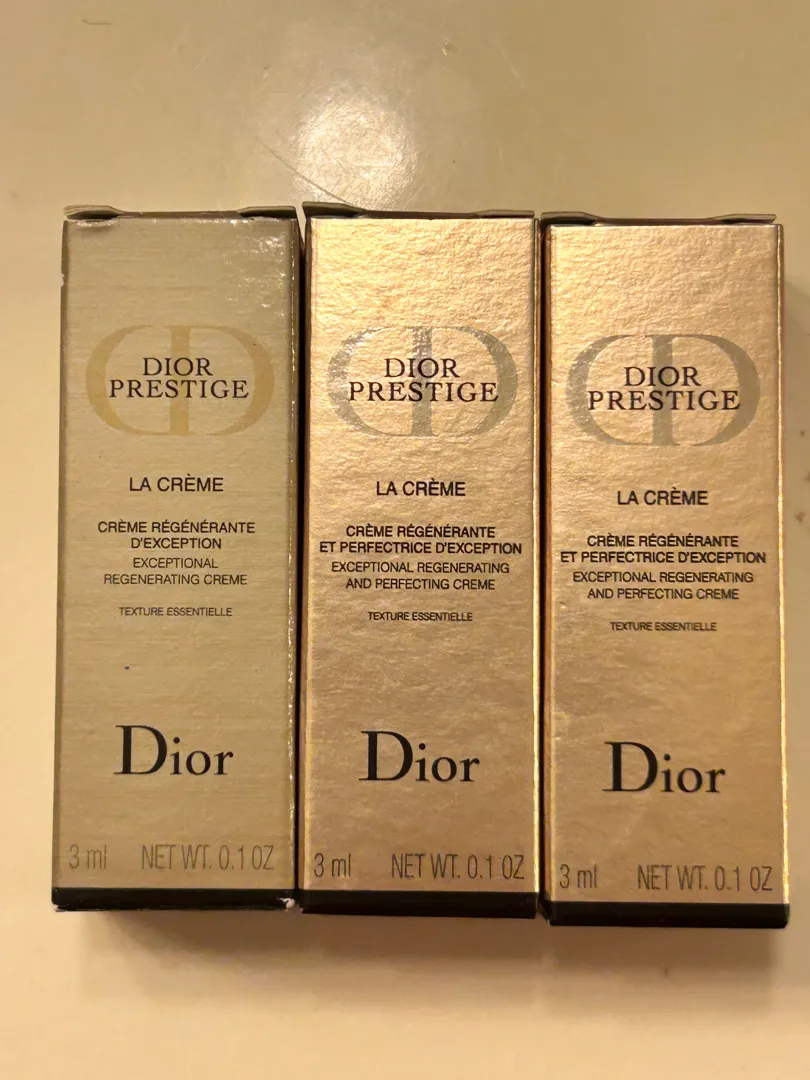 DIOR
PRESTIGE
LA CRÈME
CRÈME RÉGÉNÉRANTE
D'EXCEPTION
EXCEPTIONAL
REGENERATING CREME
TEXTURE ESSENTIELLE
Dior
3 ml NET WT. 0.1 OZ
DIOR
PRESTIGE
LA CRÈME
CRÈME RÉGÉNÉRANTE
ET PERFECTRICE D'EXCEPTION
EXCEPTIONAL REGENERATING
AND PERFECTING CREME
TEXTURE ESSENTIELLE
Dior
3 ml NET WT. 0.1 OZ
DIOR
PRESTIGE
LA CRÈME
CRÈME RÉGÉNÉRANTE
ET PERFECTRICE D'EXCEPTION
EXCEPTIONAL REGENERATING
AND PERFECTING CREME
TEXTURE ESSENTIELLE
Dior
3 ml NET WT. 0.1 OZ